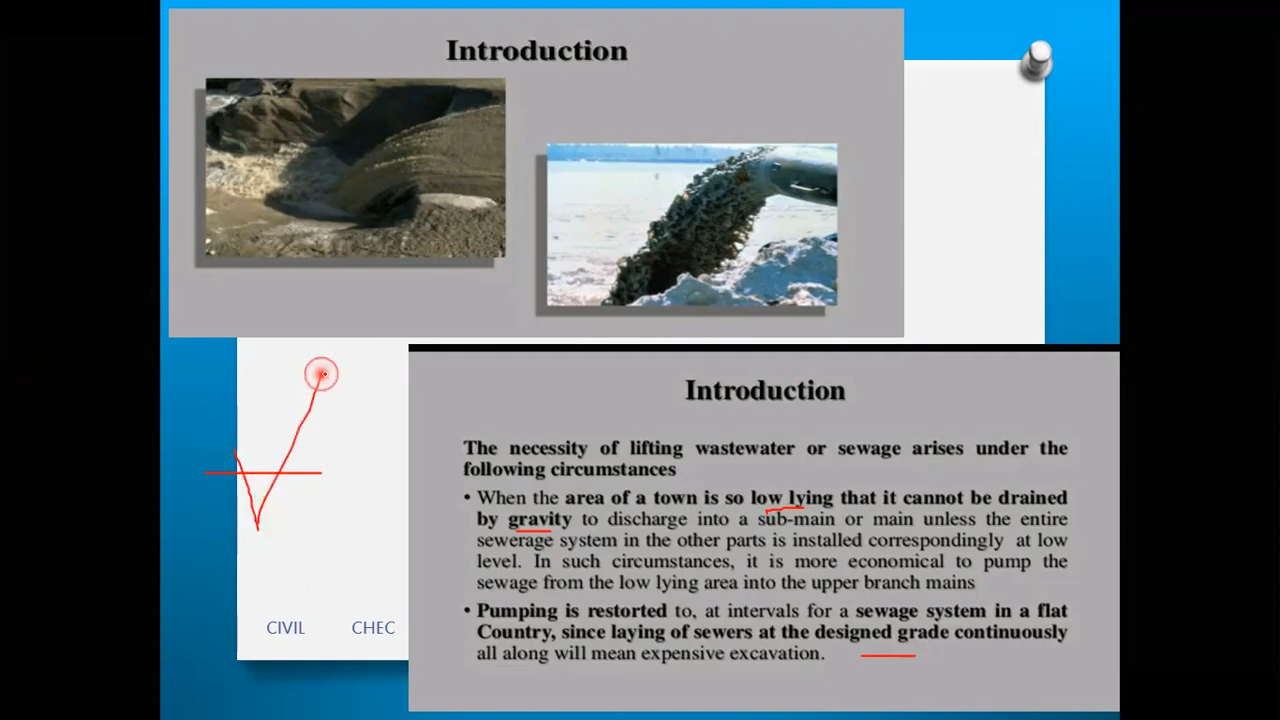 Introduction
Introduction
The necessity of lifting wastewater or sewage arises under the
following circumstances
• When the area of a town is so low lying that it cannot be drained
by gravity to discharge into a sub-main or main unless the entire
sewerage system in the other parts is installed correspondingly at low
level. In such circumstances, it is more economical to pump the
sewage from the low lying area into the upper branch mains
• Pumping is restorted to, at intervals for a sewage system in a flat
Country, since laying of sewers at the designed grade continuously
all along will mean expensive excavation.
CIVIL CHEC